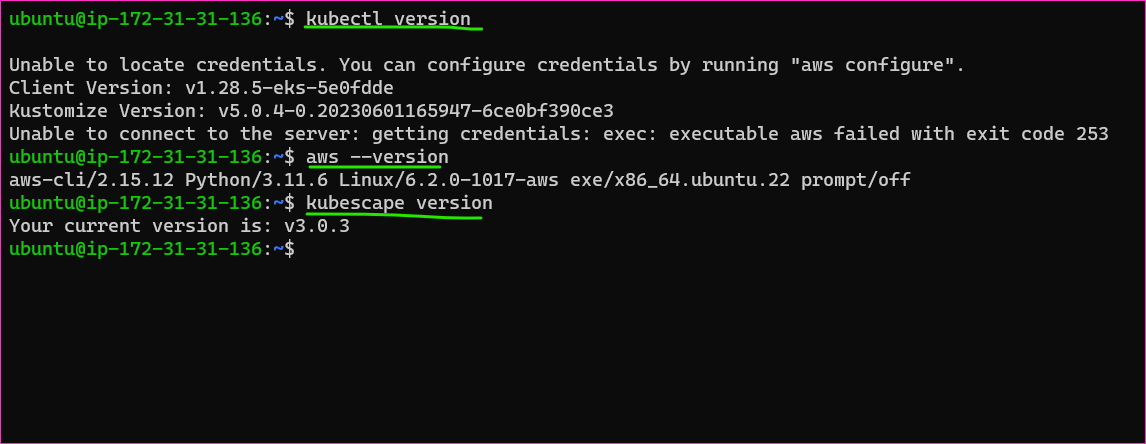 ubuntu@ip-172-31-31-136:~$ kubectl version
Unable to locate credentials. You can configure credentials by running "aws configure".
Client Version: v1.28.5-eks-5e0fdde
Kustomize Version: v5.0.4-0.20230601165947-6ce0bf390ce3
Unable to connect to the server: getting credentials: exec: executable aws failed with exit code 253
ubuntu@ip-172-31-31-136:~$ aws --version
aws-cli/2.15.12 Python/3.11.6 Linux/6.2.0-1017-aws exe/x86_64.ubuntu.22 prompt/off
ubuntu@ip-172-31-31-136:~$ kubescape version
Your current version is: v3.0.3
ubuntu@ip-172-31-31-136:~$